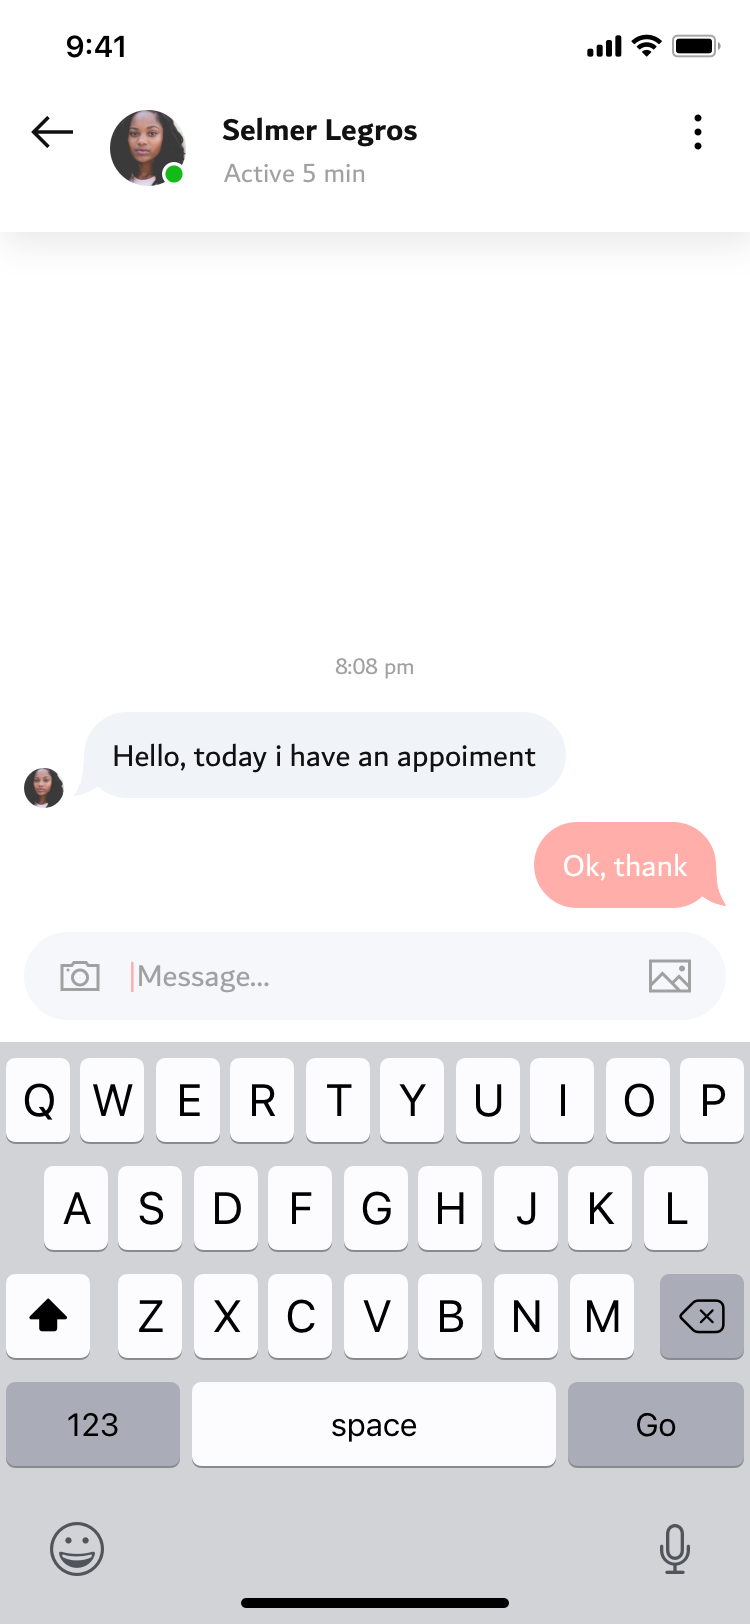 9:41
Selmer Legros
Active 5 min
8:08 pm
Hello, today i have an appoiment
Ok, thank
Message...
Q W E R T Y U I O P
A S D F G H J K L
Z X C V B N M
123 space Go